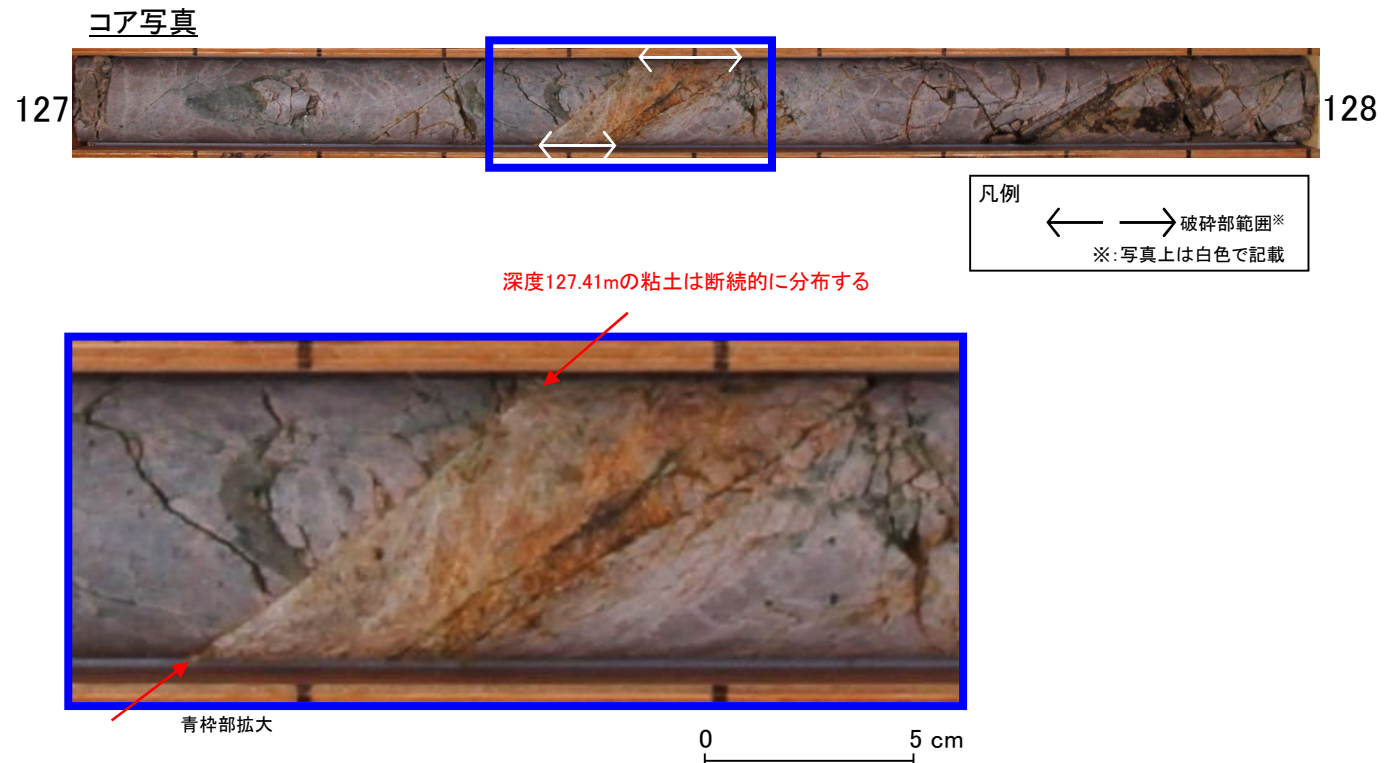 コア写真
127
128
凡例
破砕部範囲※
※:写真上は白色で記載
深度127.41mの粘土は断続的に分布する
青枠部拡大
0 5 cm